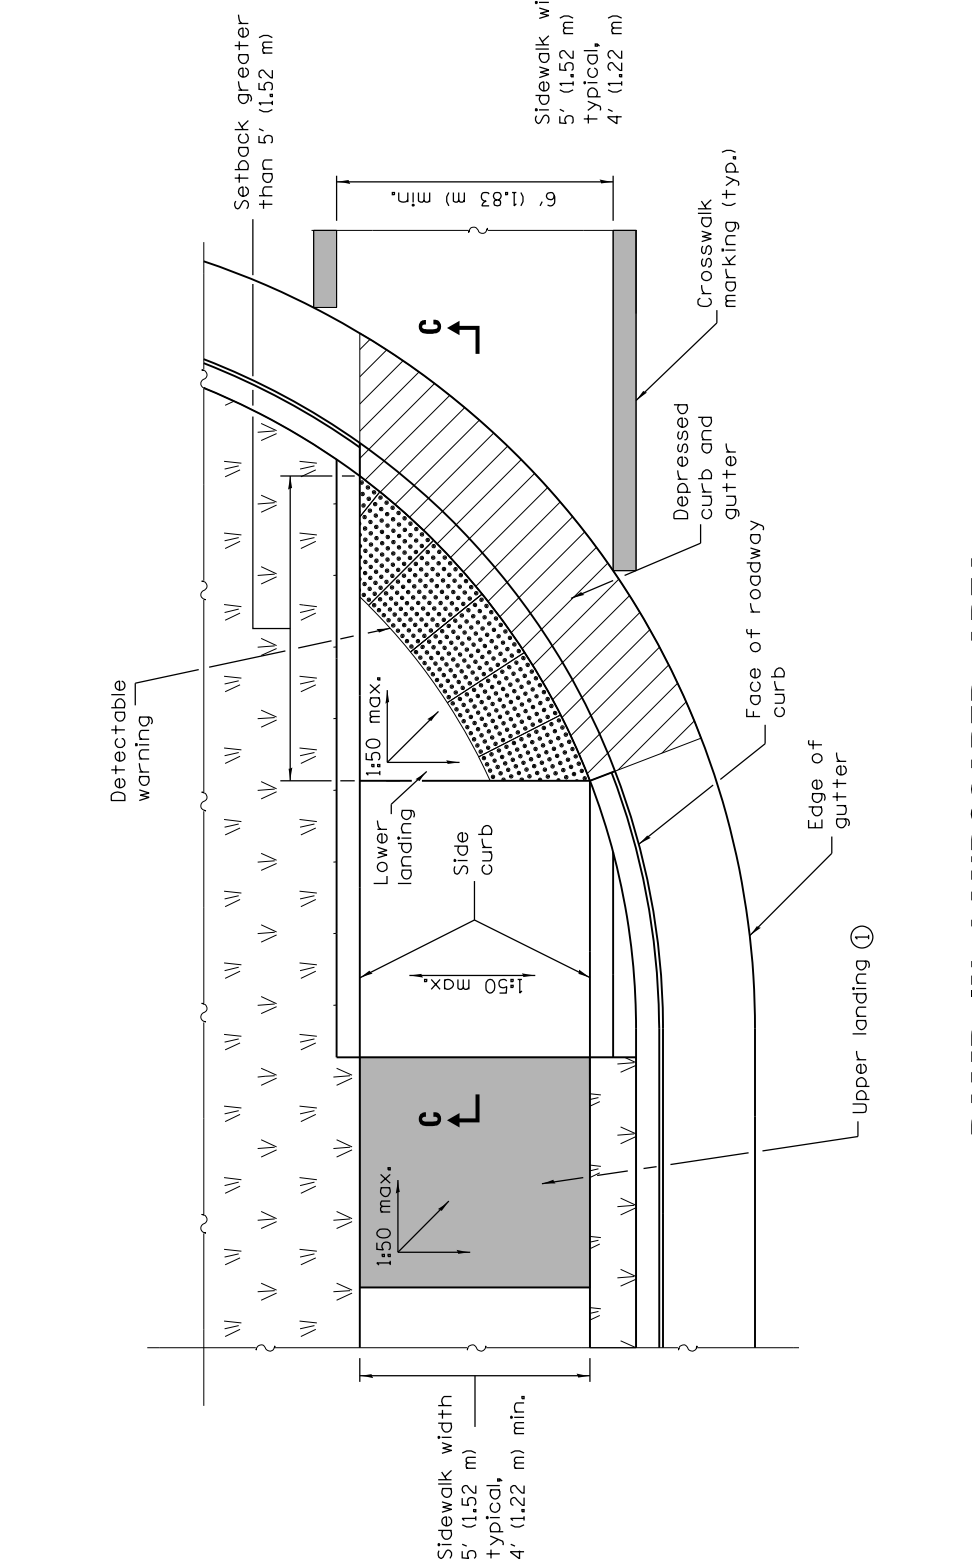 Setback greater
than 5' (1.52 m)
Sidewalk wi
5' (1.52 m)
typical,
4' (1.22 m)
6' (1.83 m) min.
Crosswalk
marking (typ.)
C
Depressed
curb and
gutter
Face of roadway
curb
Detectable
warning
1:50 max.
Lower
landing
Side
curb
1:50 max.
Edge of
gutter
Upper landing 1
C
1:50 max.
Sidewalk width
5' (1.52 m)
typical,
4' (1.22 m) min.